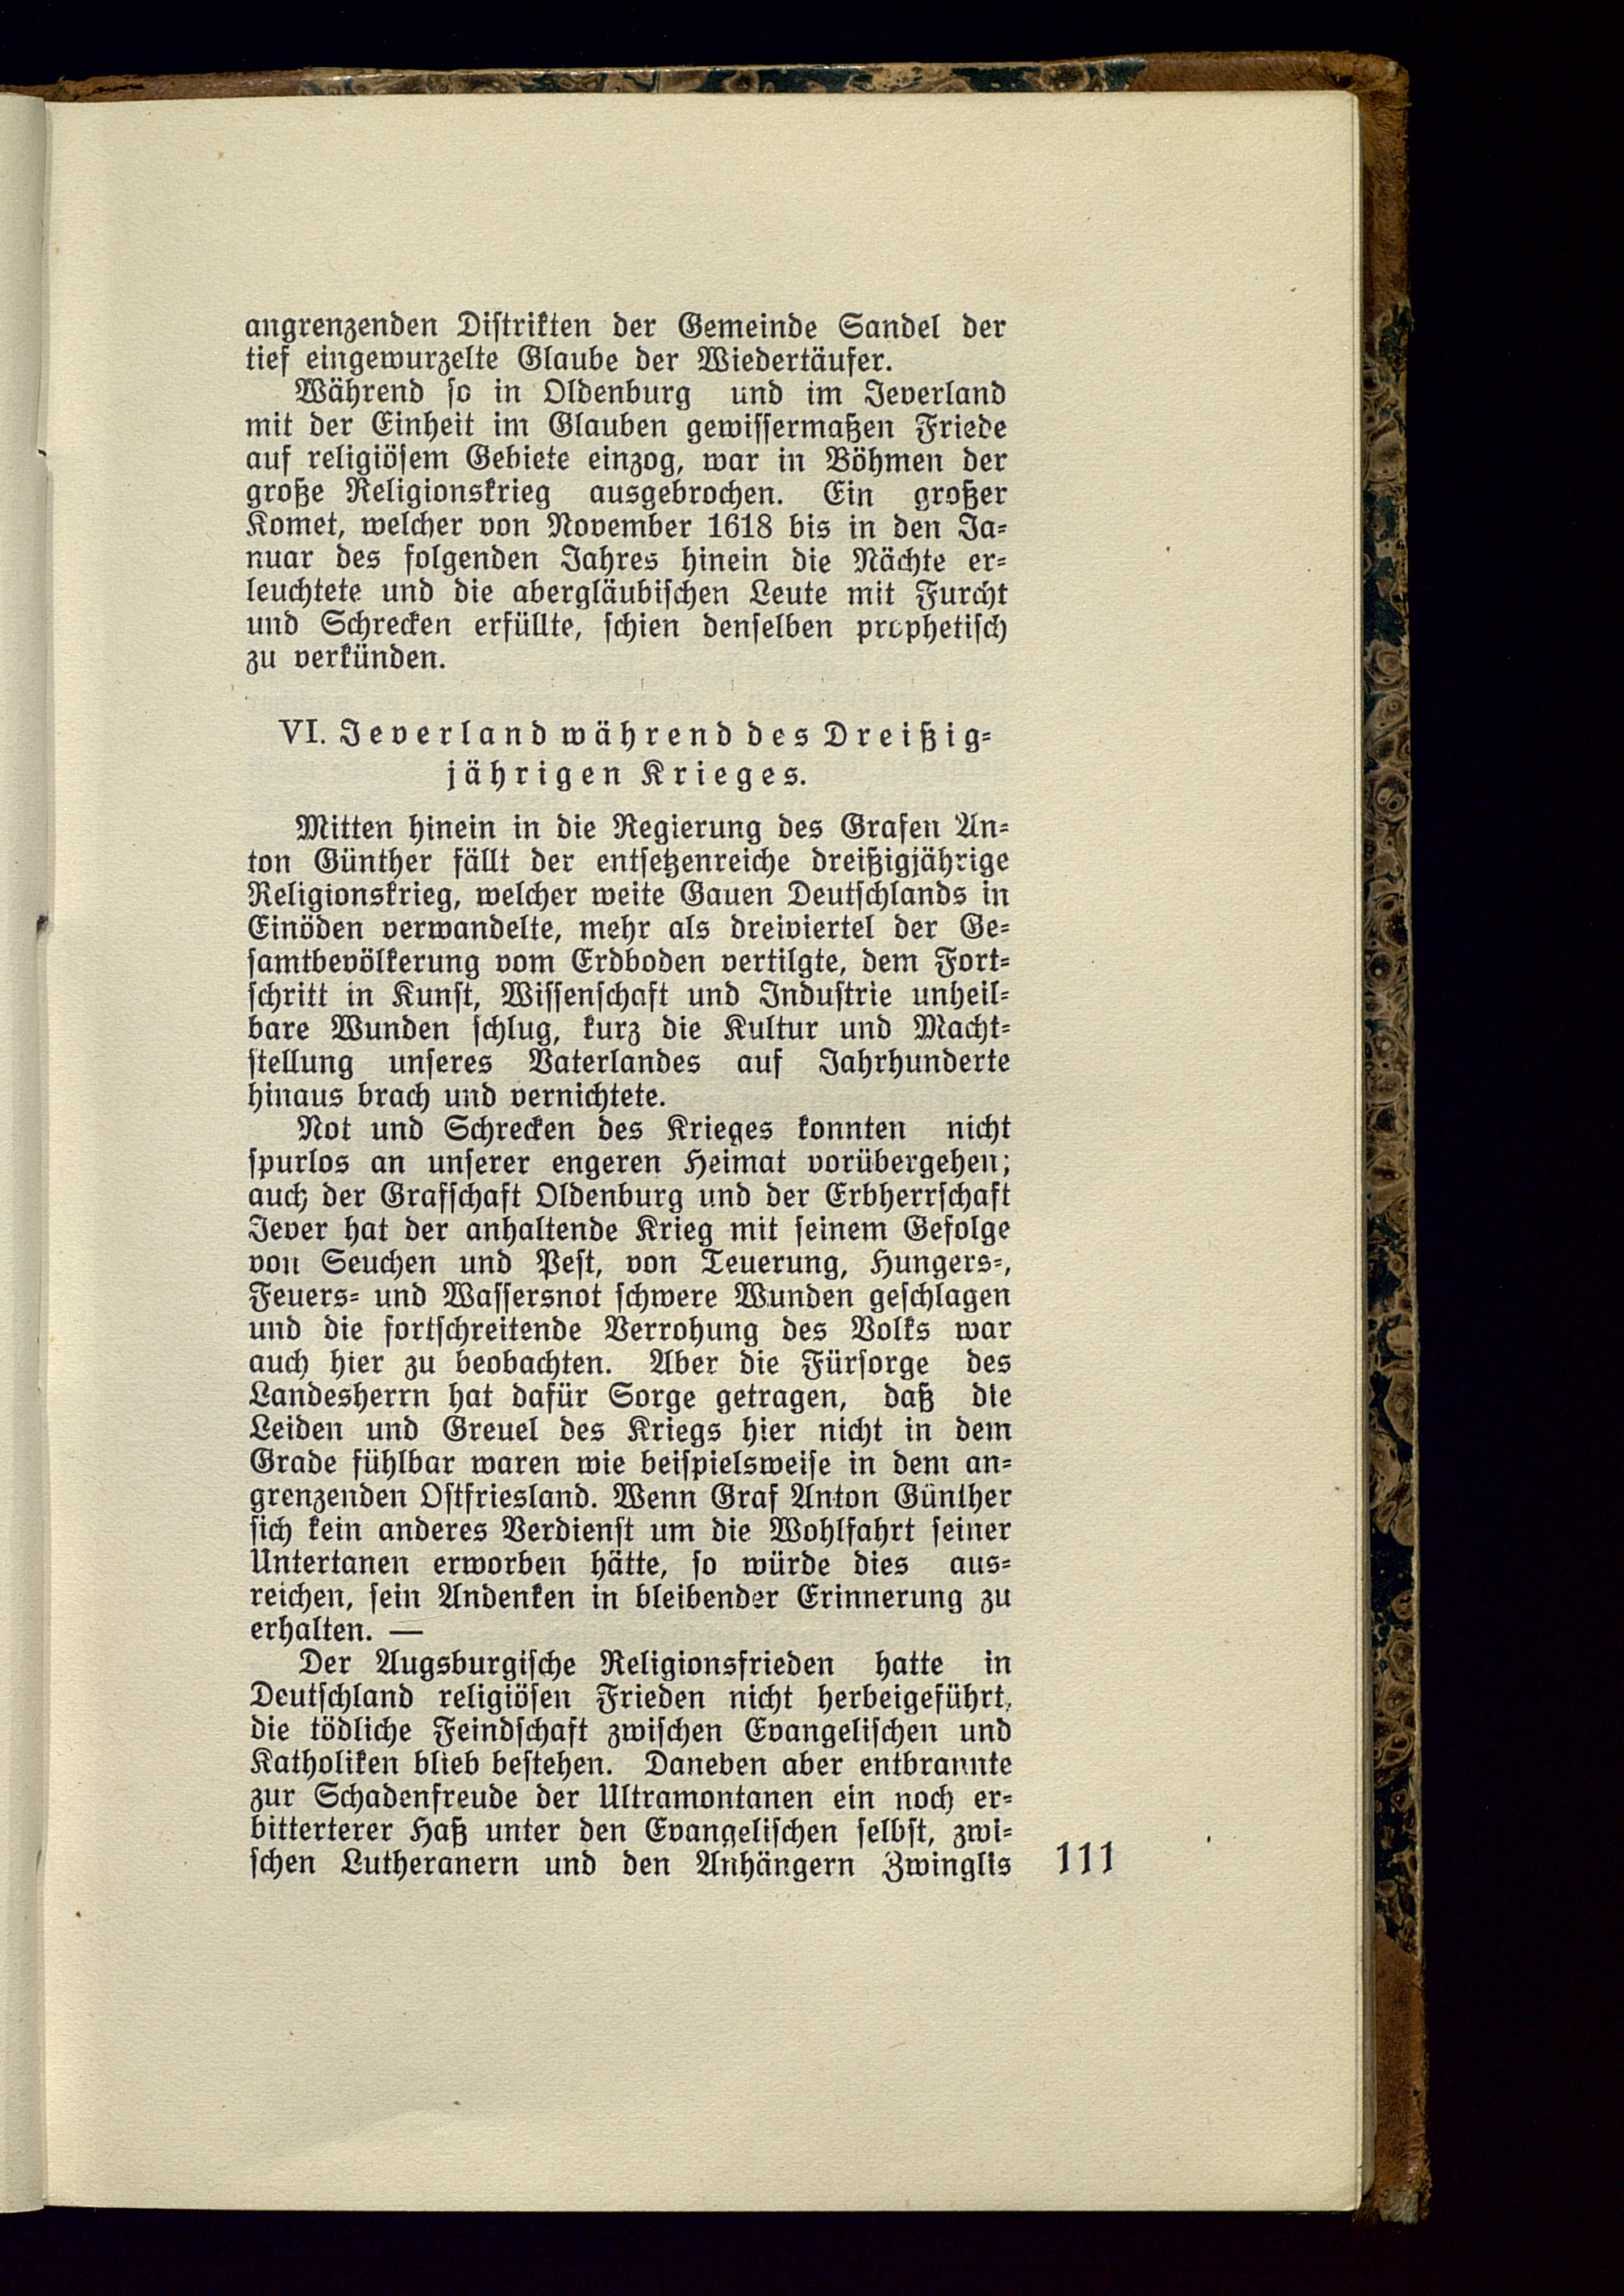 angrenzenden Distrikten der Gemeinde Sandel der
tief eingewurzelte Glaube der Wiedertäufer.
Während so in Oldenburg und im Jeverland
mit der Einheit im Glauben gewissermaßen Friede
auf religiösem Gebiete einzog, war in Böhmen der
große Religionskrieg ausgebrochen. Ein großer
Komet, welcher von November 1618 bis in den Ja-
nuar des folgenden Jahres hinein die Nächte er-
leuchtete und die abergläubischen Leute mit Furcht
und Schrecken erfüllte, schien denselben prophetisch
zu verkünden.
VI. Jeverland während des Dreißig-
jährigen Krieges.
Mitten hinein in die Regierung des Grafen An-
ton Günther fällt der entsetzenreiche dreißigjährige
Religionskrieg, welcher weite Gauen Deutschlands in
Einöden verwandelte, mehr als dreiviertel der Ge-
samtbevölkerung vom Erdboden vertilgte, dem Fort-
schritt in Kunst, Wissenschaft und Industrie unheil-
bare Wunden schlug, kurz die Kultur und Macht-
stellung unseres Vaterlandes auf Jahrhunderte
hinaus brach und vernichtete.
Not und Schrecken des Krieges konnten nicht
spurlos an unserer engeren Heimat vorübergehen;
auch der Grafschaft Oldenburg und der Erbherrschaft
Jever hat der anhaltende Krieg mit seinem Gefolge
von Seuchen und Pest, von Teuerung, Hungers-,
Feuers- und Wassersnot schwere Wunden geschlagen
und die fortschreitende Verrohung des Volks war
auch hier zu beobachten. Aber die Fürsorge des
Landesherrn hat dafür Sorge getragen, daß die
Leiden und Greuel des Kriegs hier nicht in dem
Grade fühlbar waren wie beispielsweise in dem an-
grenzenden Ostfriesland. Wenn Graf Anton Günther
sich kein anderes Verdienst um die Wohlfahrt seiner
Untertanen erworben hätte, so würde dies aus-
reichen, sein Andenken in bleibender Erinnerung zu
erhalten. —
Der Augsburgische Religionsfrieden hatte in
Deutschland religiösen Frieden nicht herbeigeführt,
die tödliche Feindschaft zwischen Evangelischen und
Katholiken blieb bestehen. Daneben aber entbrannte
zur Schadenfreude der Ultramontanen ein noch er-
bitterterer Haß unter den Evangelischen selbst, zwi-
schen Lutheranern und den Anhängern Zwinglis
111